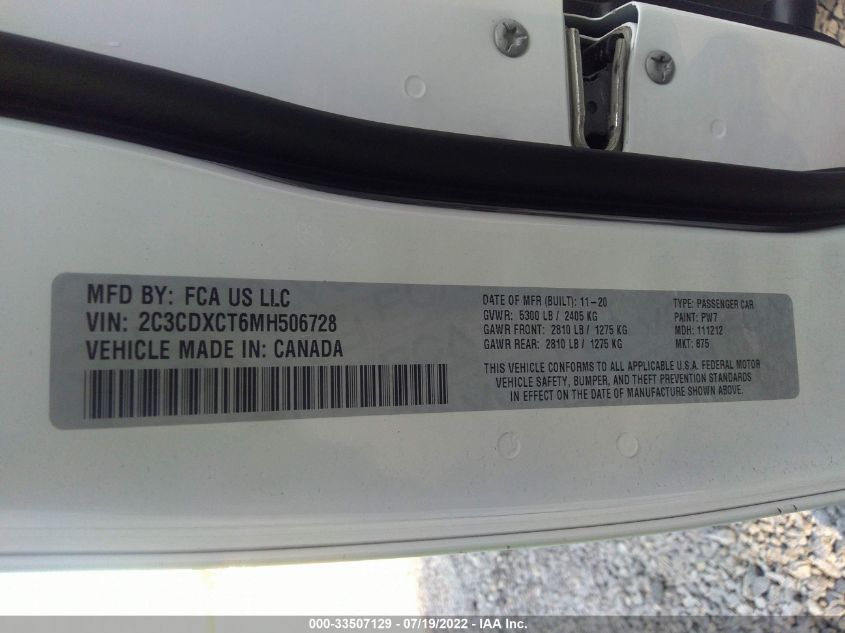 MFD BY: FCA US LLC
VIN: 2C3CDXCT6MH506728
VEHICLE MADE IN: CANADA
DATE OF MFR (BUILT): 11-20
GVWR: 5300 LB / 2405 KG
GAWR FRONT: 2810 LB / 1275 KG
GAWR REAR: 2810 LB / 1275 KG
TYPE: PASSENGER CAR
PAINT: PW7
MDH: 111212
MKT: 875
THIS VEHICLE CONFORMS TO ALL APPLICABLE U.S.A. FEDERAL MOTOR
VEHICLE SAFETY, BUMPER, AND THEFT PREVENTION STANDARDS
IN EFFECT ON THE DATE OF MANUFACTURE SHOWN ABOVE.
000-33507129 - 07/19/2022 - IAA Inc.